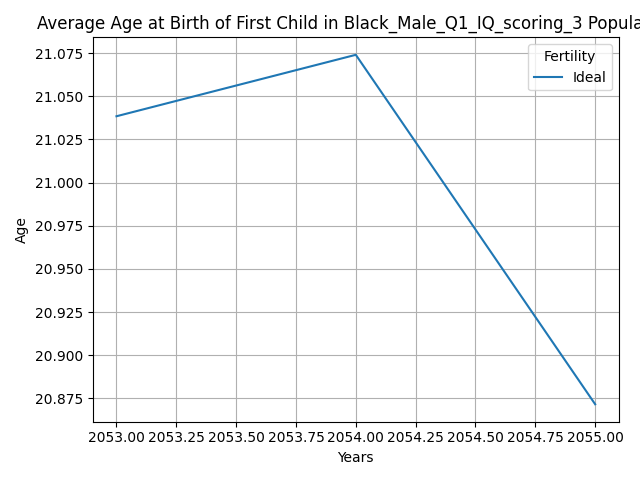 Average Age at Birth of First Child in Black_Male_Q1_IQ_scoring_3 Popula
Fertility
Ideal
21.075
21.050
21.025
21.000
20.975
20.950
20.925
20.900
20.875
Age
2053.00 2053.25 2053.50 2053.75 2054.00 2054.25 2054.50 2054.75 2055.00
Years